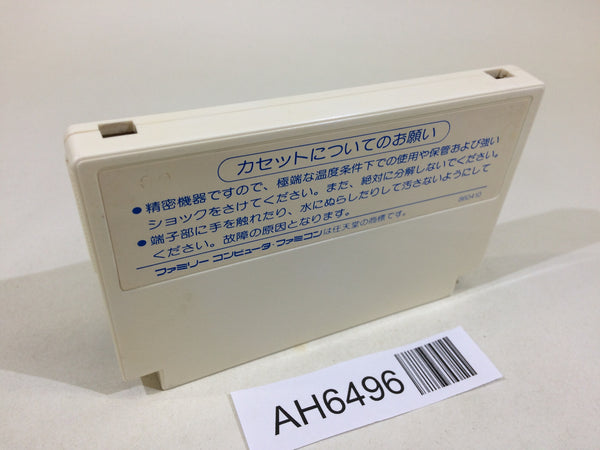 カセットについてのお願い
●精密機器ですので、極端な温度条件下での使用や保管および強い
ショックをさけてください。また、絶対に分解しないでください。
●端子部に手を触れたり、水にぬらしたりして汚さないようにして
ください。故障の原因となります。
860410
ファミリー コンピュータ・ファミコンは任天堂の商標です。
AH6496